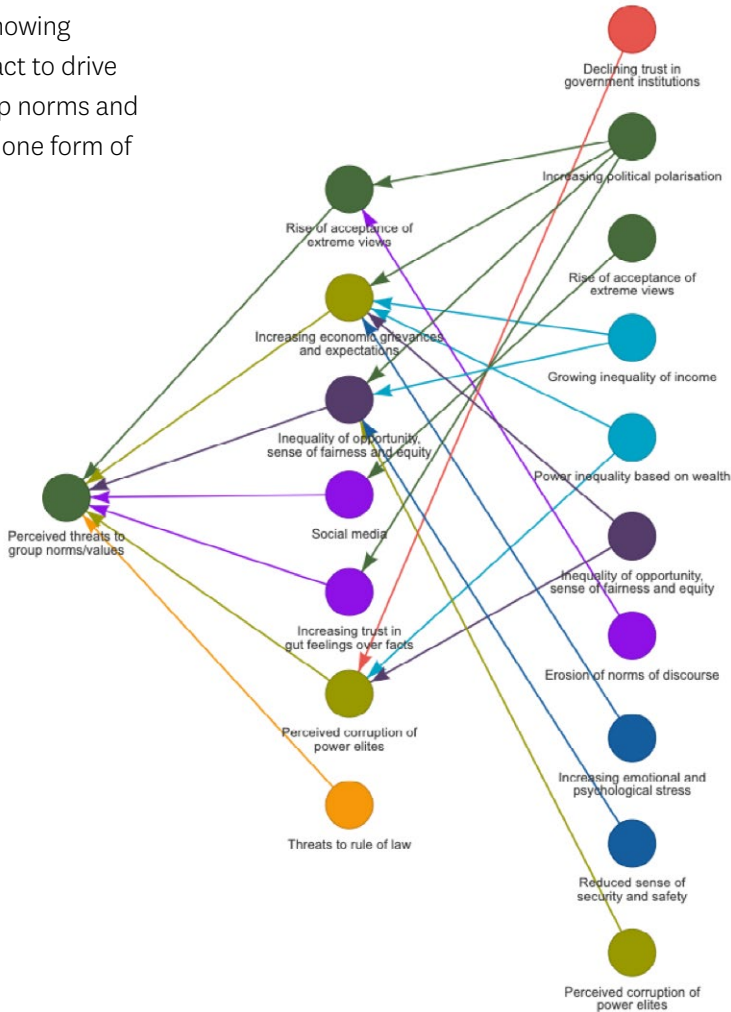 nowing
act to drive
p norms and
one form of
Declining trust in
government institutions
Increasing political polarisation
Rise of acceptance of
extreme views
Rise of acceptance of
extreme views
Increasing economic grievances
and expectations
Growing inequality of income
Inequality of opportunity,
sense of fairness and equity
Power inequality based on wealth
Social media
Perceived threats to
group norms/values
Inequality of opportunity,
sense of fairness and equity
Increasing trust in
gut feelings over facts
Erosion of norms of discourse
Perceived corruption of
power elites
Increasing emotional and
psychological stress
Threats to rule of law
Reduced sense of
security and safety
Perceived corruption of
power elites